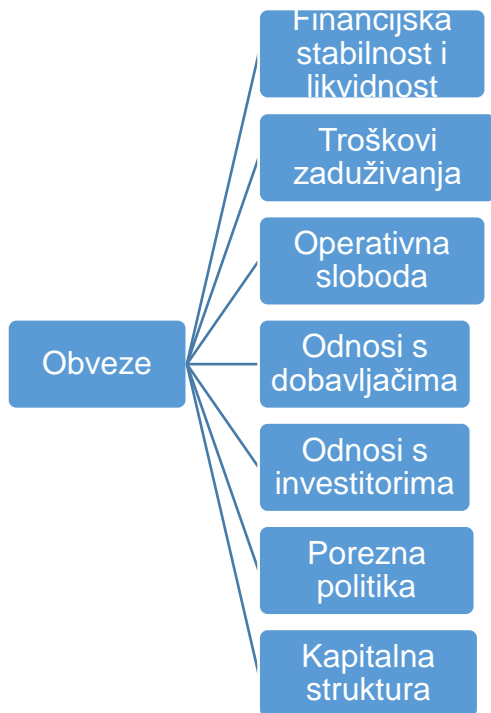 Financijska
stabilnost i
likvidnost
Troškovi
zaduživanja
Operativna
sloboda
Obveze
Odnosi s
dobavljačima
Odnosi s
investitorima
Porezna
politika
Kapitalna
struktura